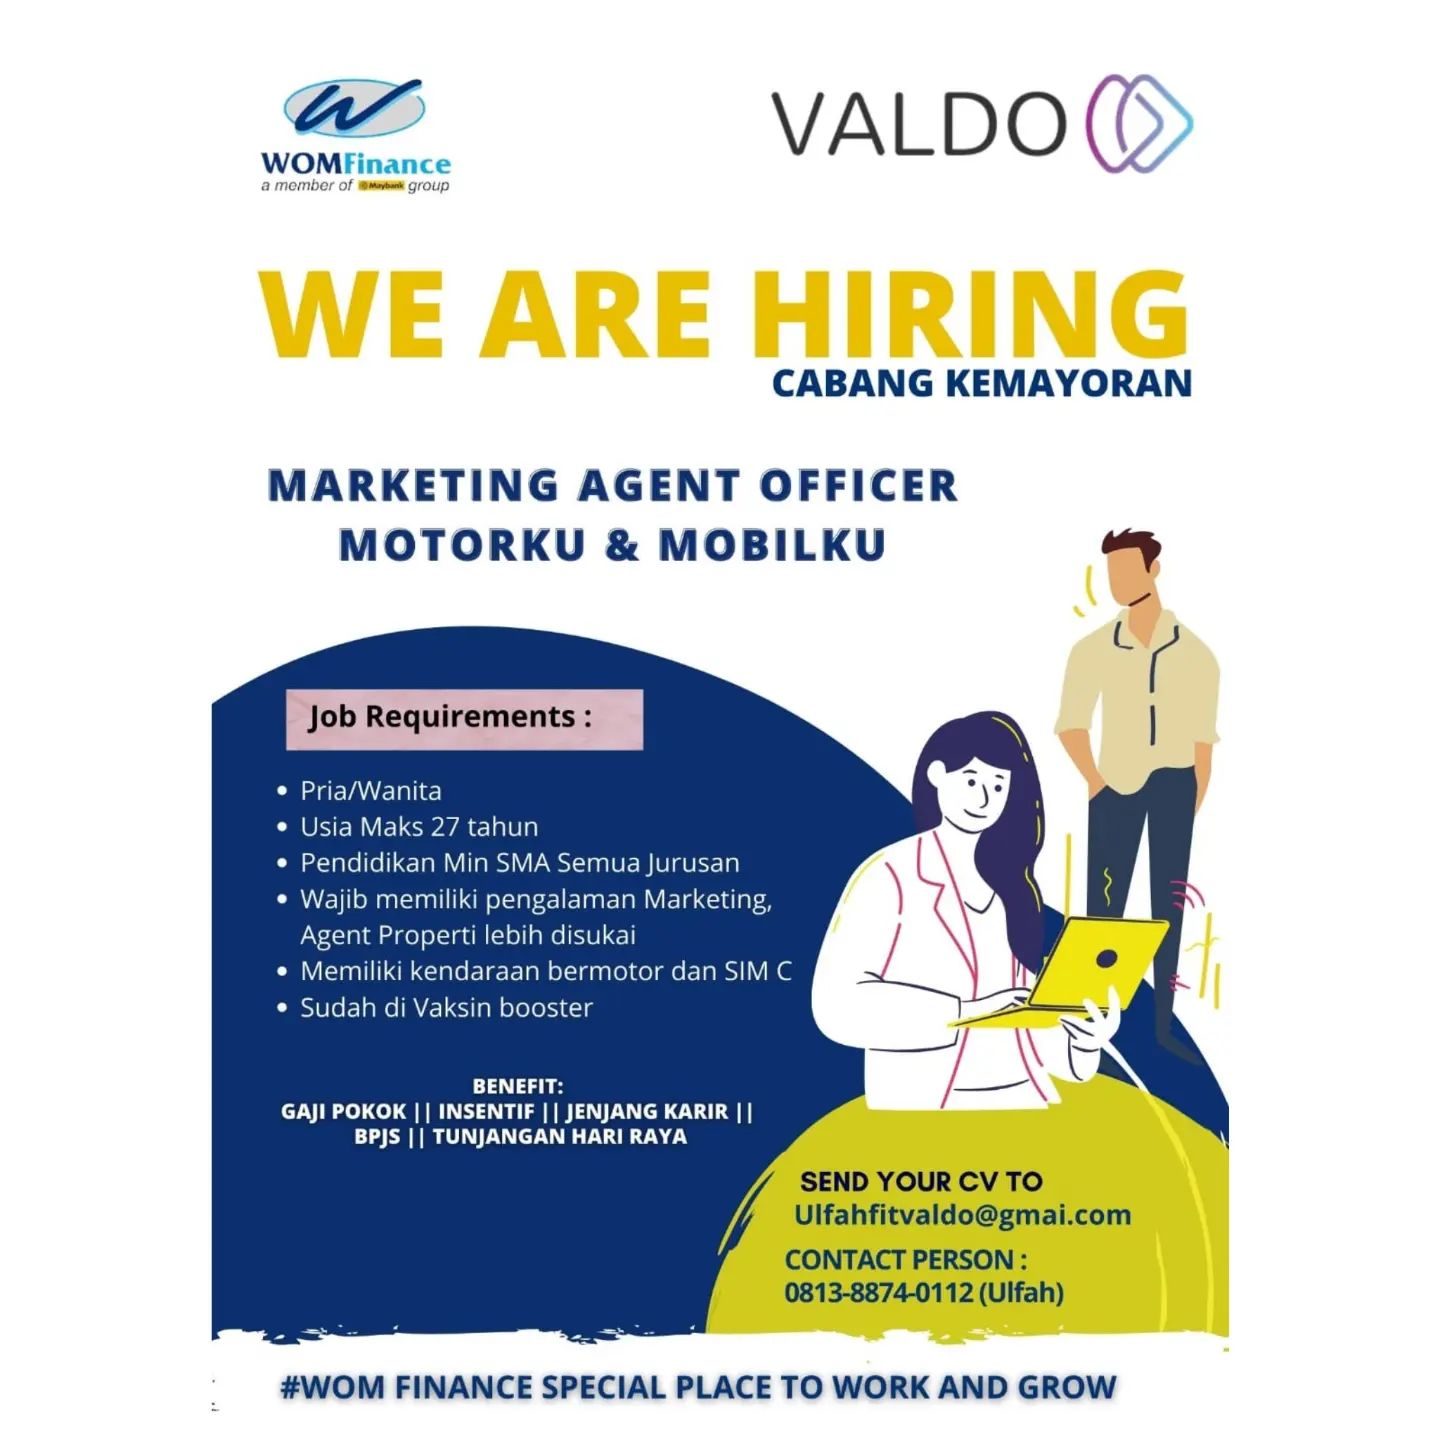 WOMFinance
a member of Maybank group
VALDO
WE ARE HIRING
CABANG KEMAYORAN
MARKETING AGENT OFFICER
MOTORKU & MOBILKU
Job Requirements :
• Pria/Wanita
• Usia Maks 27 tahun
• Pendidikan Min SMA Semua Jurusan
• Wajib memiliki pengalaman Marketing,
Agent Properti lebih disukai
• Memiliki kendaraan bermotor dan SIM C
• Sudah di Vaksin booster
BENEFIT:
GAJI POKOK || INSENTIF || JENJANG KARIR ||
BPJS || TUNJANGAN HARI RAYA
SEND YOUR CV TO
Ulfahfitvaldo@gmai.com
CONTACT PERSON :
0813-8874-0112 (Ulfah)
#WOM FINANCE SPECIAL PLACE TO WORK AND GROW